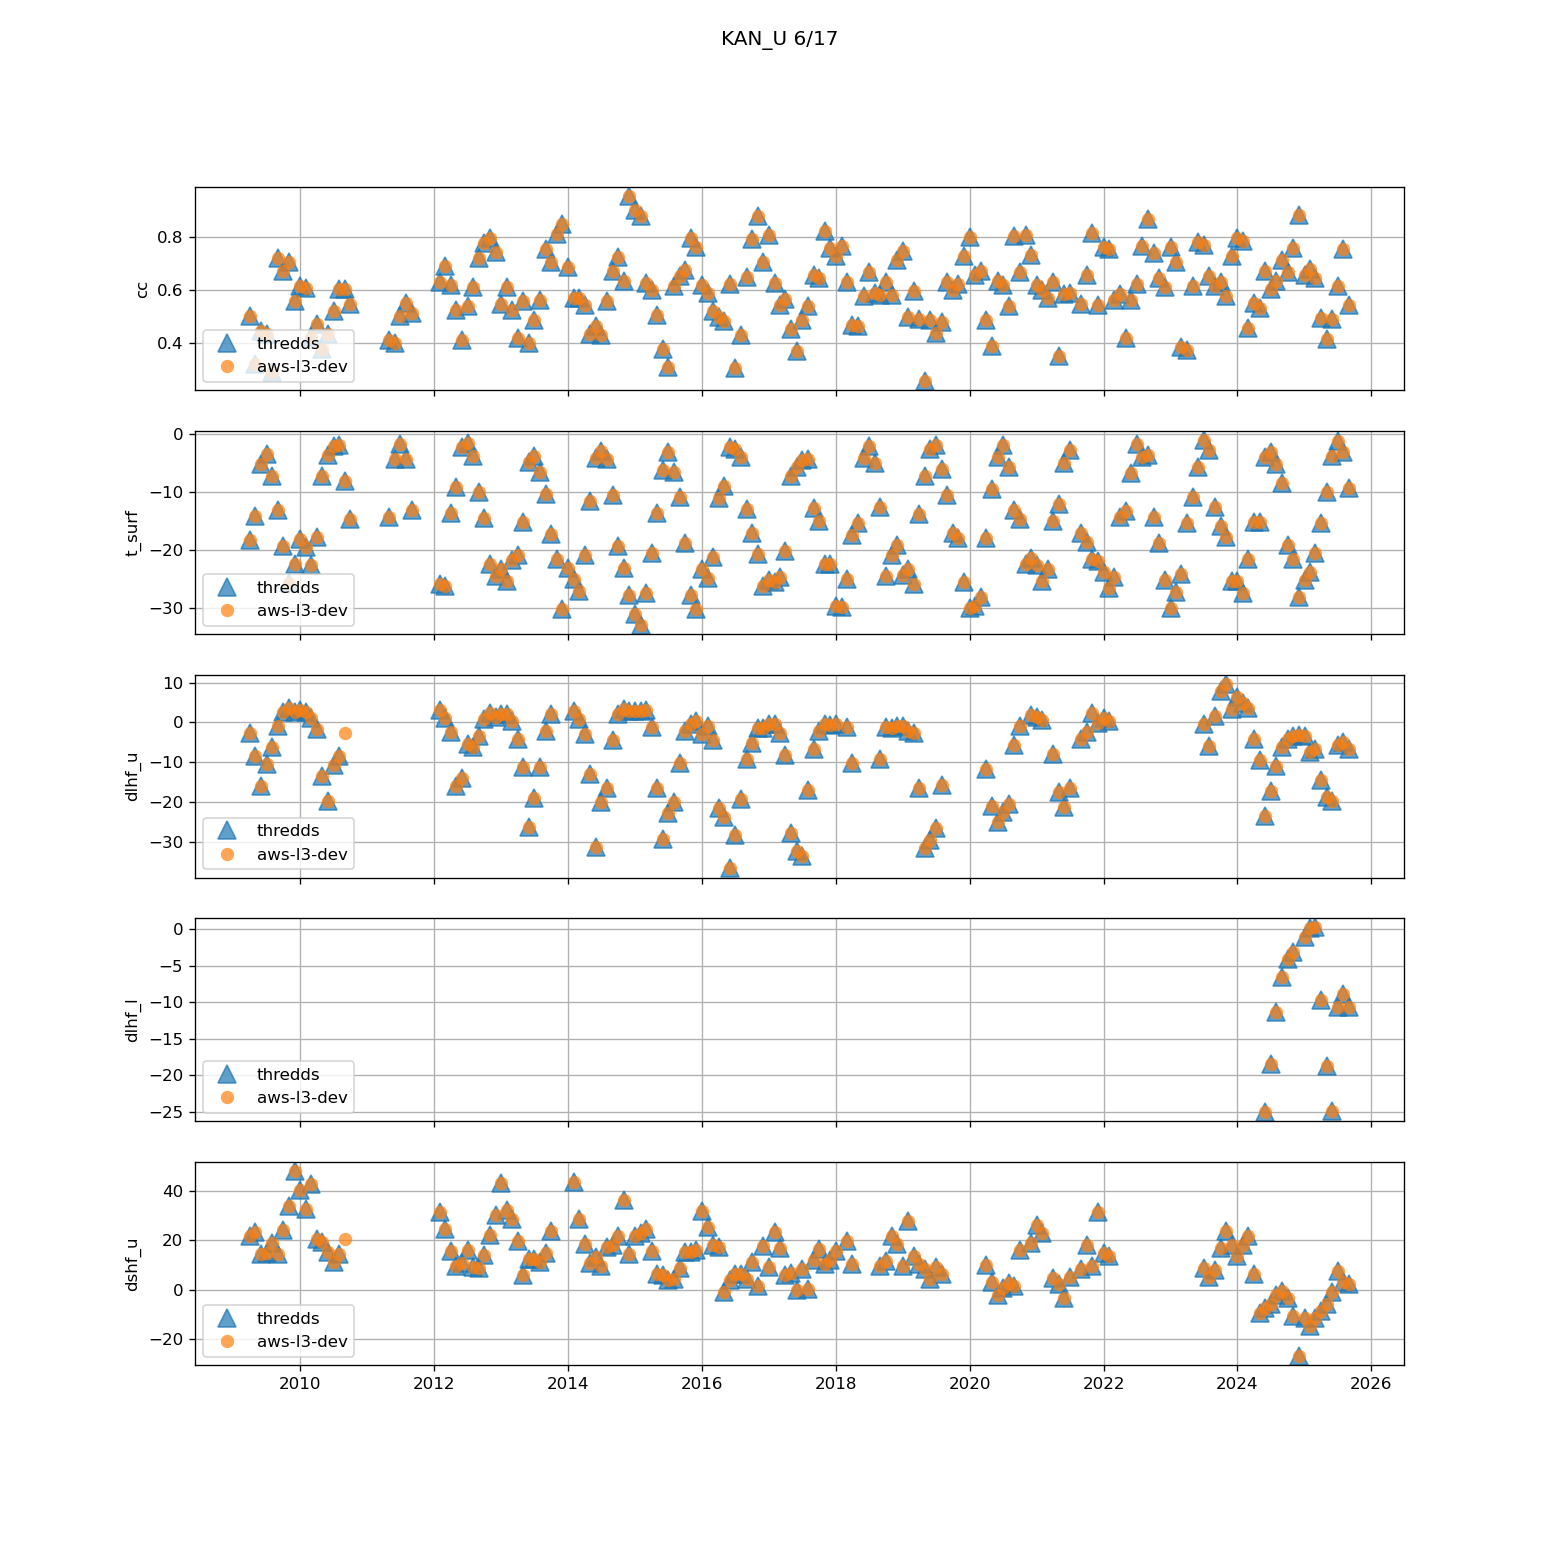 KAN_U 6/17
cc
0.8
0.6
0.4
thredds
aws-l3-dev
t_surf
0
−10
−20
−30
thredds
aws-l3-dev
dlhf_u
10
0
−10
−20
−30
thredds
aws-l3-dev
dlhf_l
0
−5
−10
−15
−20
−25
thredds
aws-l3-dev
dshf_u
40
20
0
−20
thredds
aws-l3-dev
2010 2012 2014 2016 2018 2020 2022 2024 2026